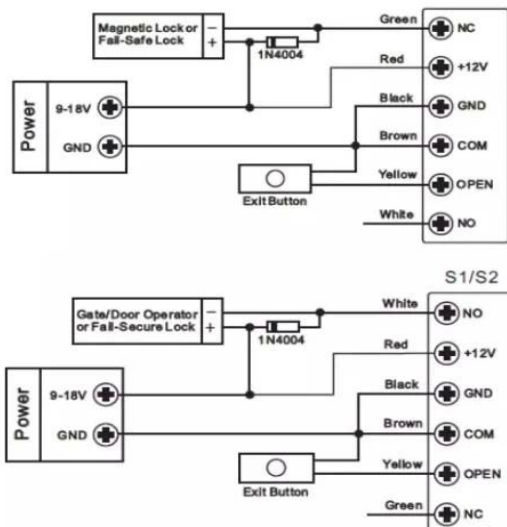 Magnetic Lock or
Fail-Safe Lock
−
+
1N4004
Green
NC
Red
+12V
Power
9-18V
GND
Black
GND
Brown
COM
Yellow
OPEN
Exit Button
White
NO
S1/S2
Gate/Door Operator
or Fail-Secure Lock
−
+
1N4004
White
NO
Red
+12V
Power
9-18V
GND
Black
GND
Brown
COM
Yellow
OPEN
Exit Button
Green
NC